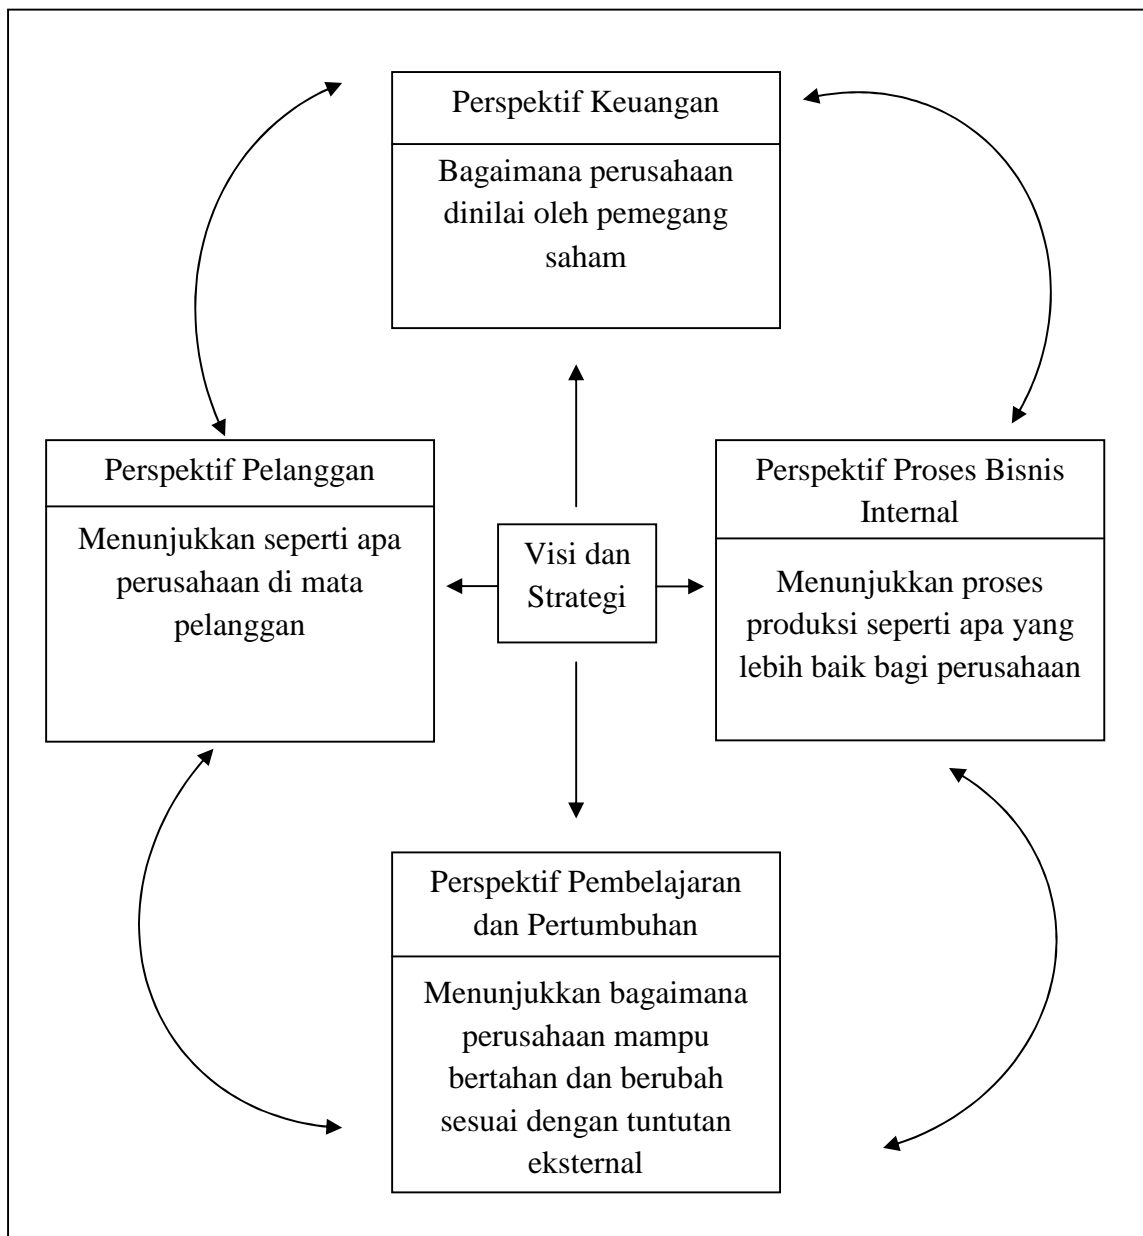 Perspektif Keuangan
Bagaimana perusahaan
dinilai oleh pemegang
saham
Perspektif Pelanggan
Menunjukkan seperti apa
perusahaan di mata
pelanggan
Visi dan
Strategi
Perspektif Proses Bisnis
Internal
Menunjukkan proses
produksi seperti apa yang
lebih baik bagi perusahaan
Perspektif Pembelajaran
dan Pertumbuhan
Menunjukkan bagaimana
perusahaan mampu
bertahan dan berubah
sesuai dengan tuntutan
eksternal